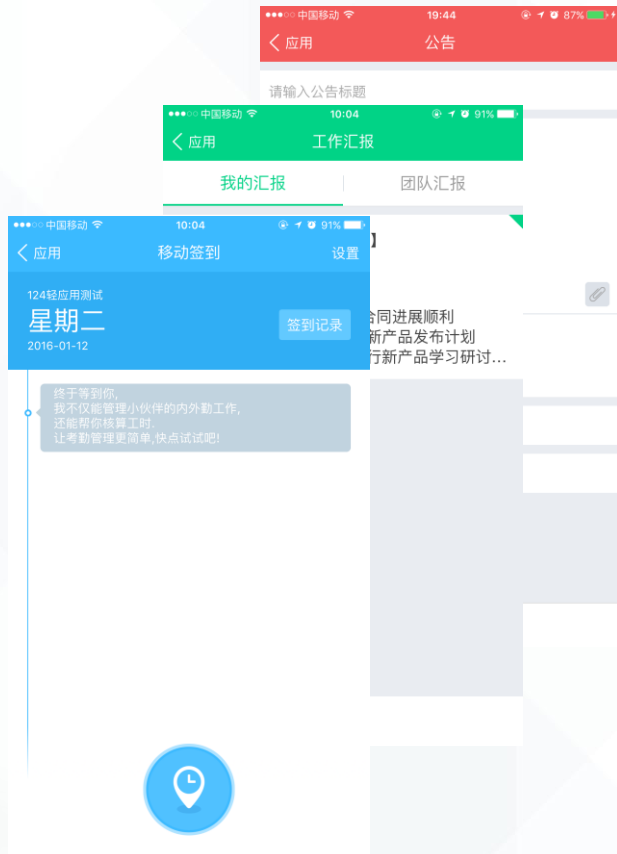 中国移动
19:44
87%
应用
公告
请输入公告标题
中国移动
10:04
91%
应用
工作汇报
我的汇报
团队汇报
】
合同进展顺利
新产品发布计划
行新产品学习研讨...
中国移动
10:04
91%
应用
移动签到
设置
124轻应用测试
星期二
2016-01-12
签到记录
终于等到你,
我不仅能管理小伙伴的内外勤工作,
还能帮你核算工时.
让考勤管理更简单,快点试试吧!